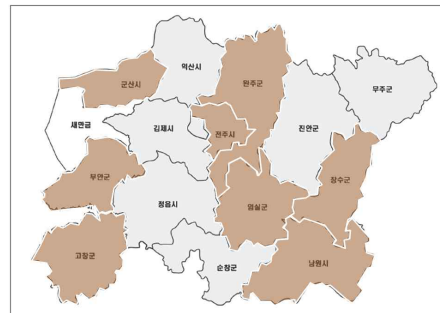 익산시
완주군
무주군
군산시
새만금
김제시
전주시
진안군
부안군
장수군
정읍시
임실군
고창군
순창군
남원시